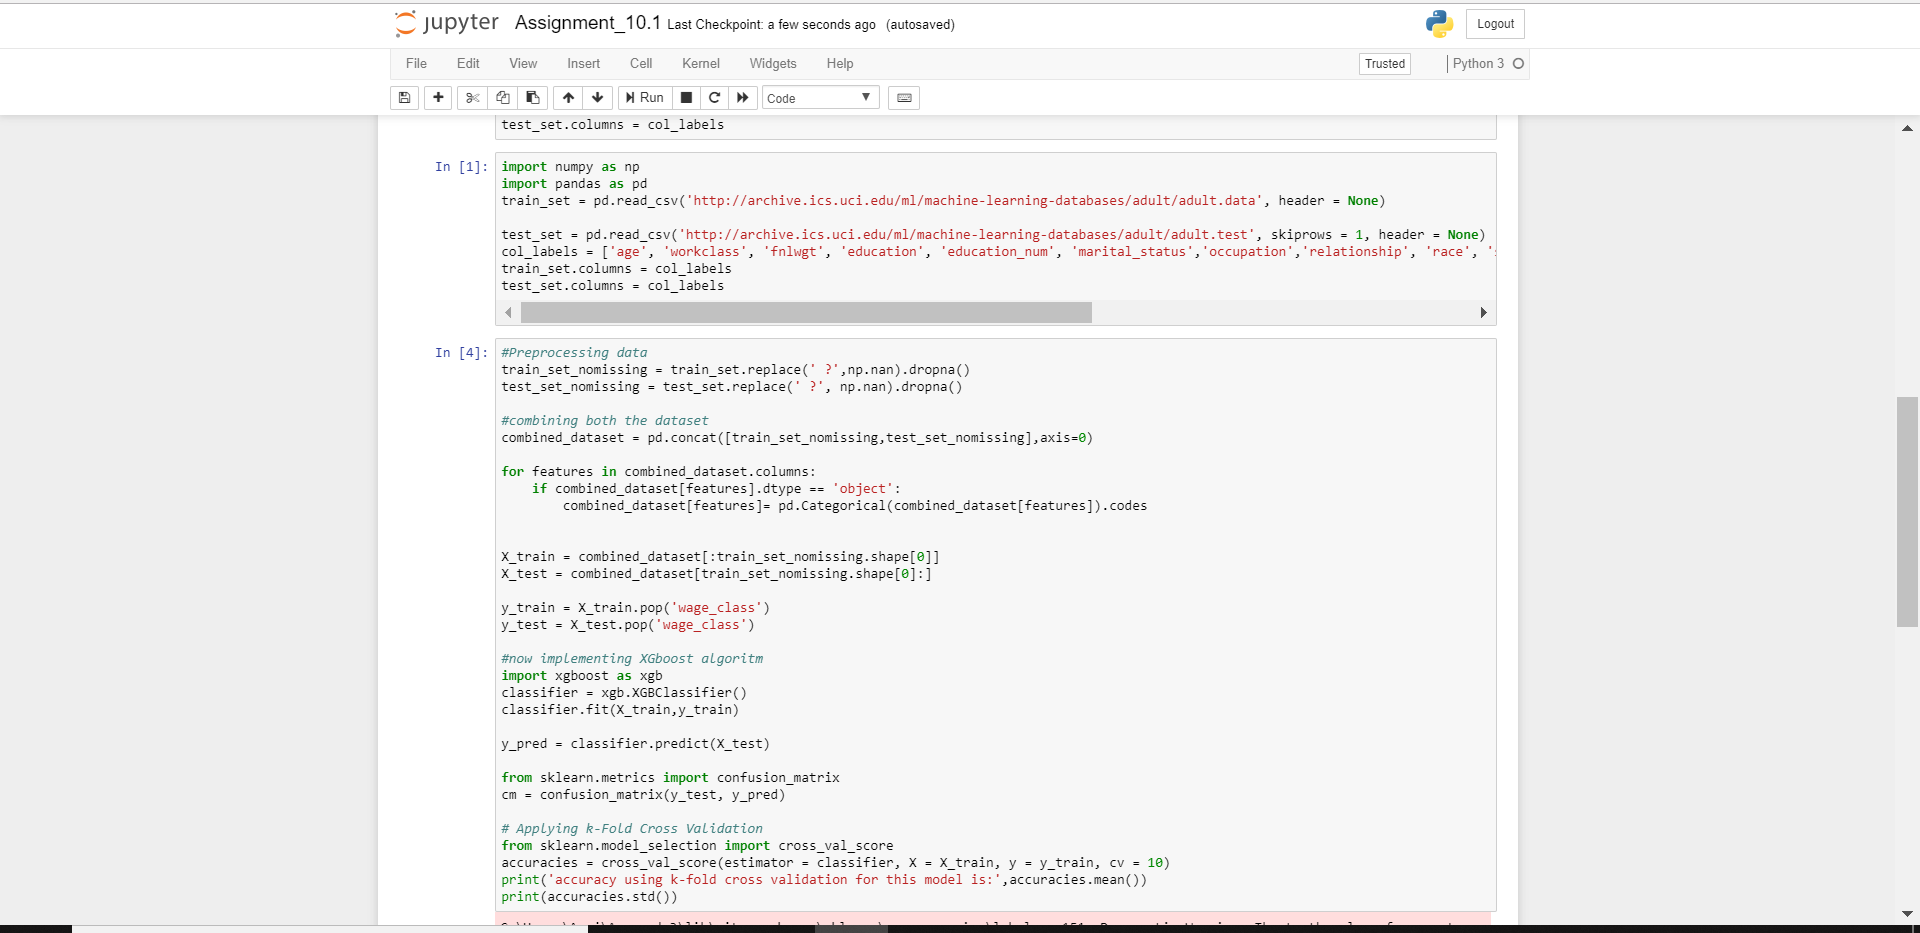 jupyter Assignment_10.1 Last Checkpoint: a few seconds ago (autosaved) Logout
File Edit View Insert Cell Kernel Widgets Help Trusted Python 3
Run Code
test_set.columns = col_labels
In [1]: import numpy as np
import pandas as pd
train_set = pd.read_csv('http://archive.ics.uci.edu/ml/machine-learning-databases/adult/adult.data', header = None)
test_set = pd.read_csv('http://archive.ics.uci.edu/ml/machine-learning-databases/adult/adult.test', skiprows = 1, header = None)
col_labels = ['age', 'workclass', 'fnlwgt', 'education', 'education_num', 'marital_status','occupation','relationship', 'race', '
train_set.columns = col_labels
test_set.columns = col_labels
In [4]: #Preprocessing data
train_set_nomissing = train_set.replace(' ?',np.nan).dropna()
test_set_nomissing = test_set.replace(' ?', np.nan).dropna()
#combining both the dataset
combined_dataset = pd.concat([train_set_nomissing,test_set_nomissing],axis=0)
for features in combined_dataset.columns:
    if combined_dataset[features].dtype == 'object':
        combined_dataset[features]= pd.Categorical(combined_dataset[features]).codes
X_train = combined_dataset[:train_set_nomissing.shape[0]]
X_test = combined_dataset[train_set_nomissing.shape[0]:]
y_train = X_train.pop('wage_class')
y_test = X_test.pop('wage_class')
#now implementing XGboost algoritm
import xgboost as xgb
classifier = xgb.XGBClassifier()
classifier.fit(X_train,y_train)
y_pred = classifier.predict(X_test)
from sklearn.metrics import confusion_matrix
cm = confusion_matrix(y_test, y_pred)
# Applying k-Fold Cross Validation
from sklearn.model_selection import cross_val_score
accuracies = cross_val_score(estimator = classifier, X = X_train, y = y_train, cv = 10)
print('accuracy using k-fold cross validation for this model is:',accuracies.mean())
print(accuracies.std())